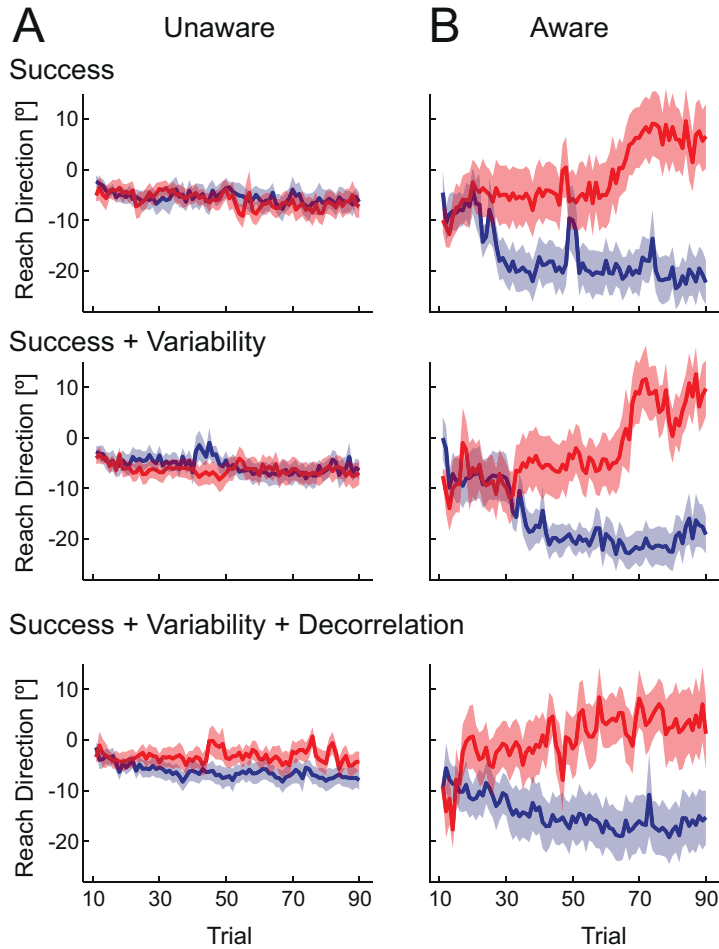 A Unaware B Aware
Success
Reach Direction [º]
10
0
-10
-20
Success + Variability
Reach Direction [º]
10
0
-10
-20
Success + Variability + Decorrelation
Reach Direction [º]
10
0
-10
-20
10 30 50 70 90 10 30 50 70 90
Trial Trial